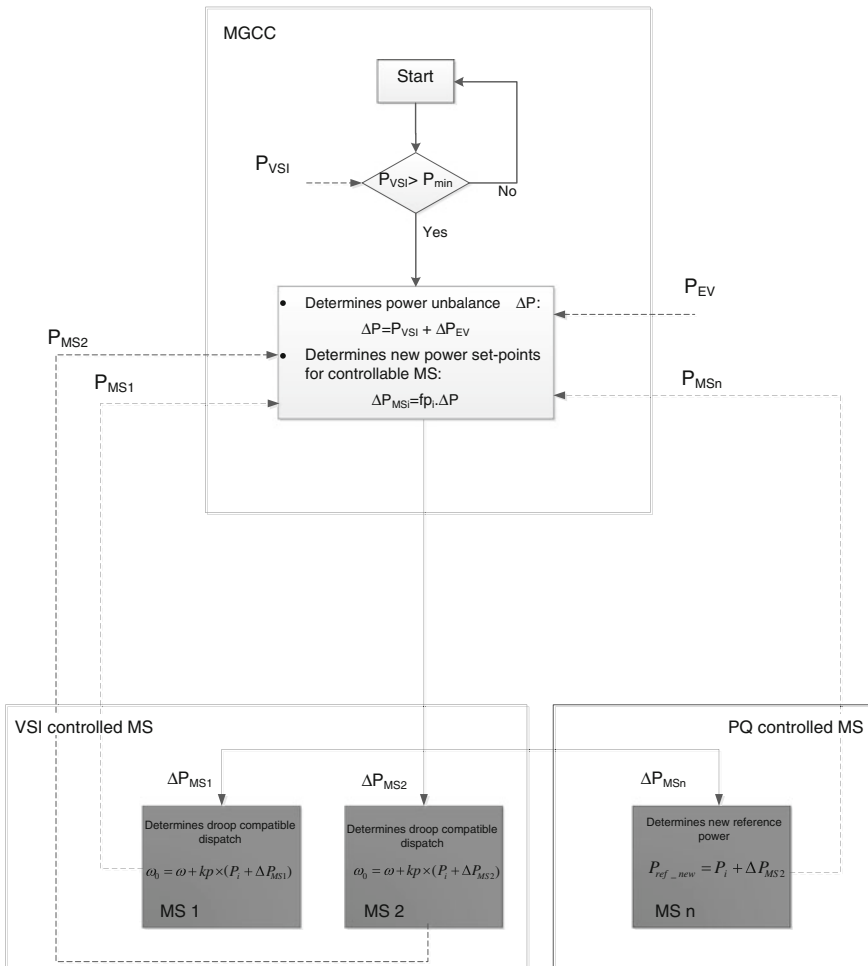 MGCC
Start
P_VSI
P_VSI> P_min
No
Yes
• Determines power unbalance ΔP:
ΔP=P_VSI + ΔP_EV
• Determines new power set-points
for controllable MS:
ΔP_MSi=fp_i.ΔP
P_EV
P_MS2
P_MS1
P_MSn
VSI controlled MS
PQ controlled MS
ΔP_MS1
ΔP_MS2
ΔP_MSn
Determines droop compatible
dispatch
ω_0 = ω + kp × (P_i + ΔP_MS1)
MS 1
Determines droop compatible
dispatch
ω_0 = ω + kp × (P_i + ΔP_MS2)
MS 2
Determines new reference
power
P_ref_new = P_i + ΔP_MS2
MS n